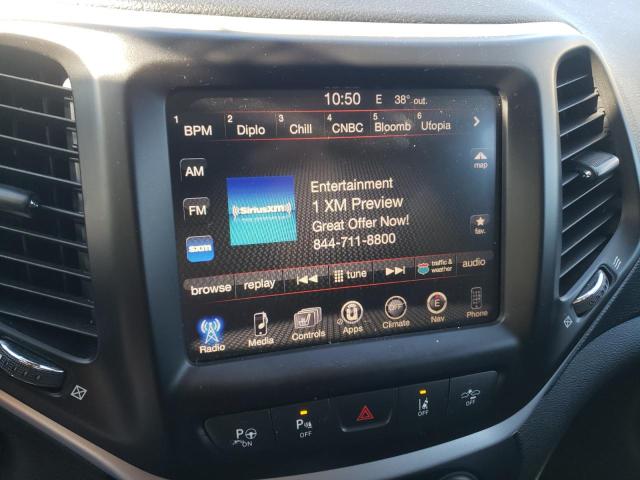 10:50 E 38° out.
1 BPM 2 Diplo 3 Chill 4 CNBC 5 Bloomb 6 Utopia
AM
map
FM
((SiriusXM))
Entertainment
1 XM Preview
Great Offer Now!
844-711-8800
fav.
sxm
browse replay tune traffic & weather audio
Radio Media Controls Apps OFF Climate E Nav Phone
P ON
P OFF
OFF
OFF